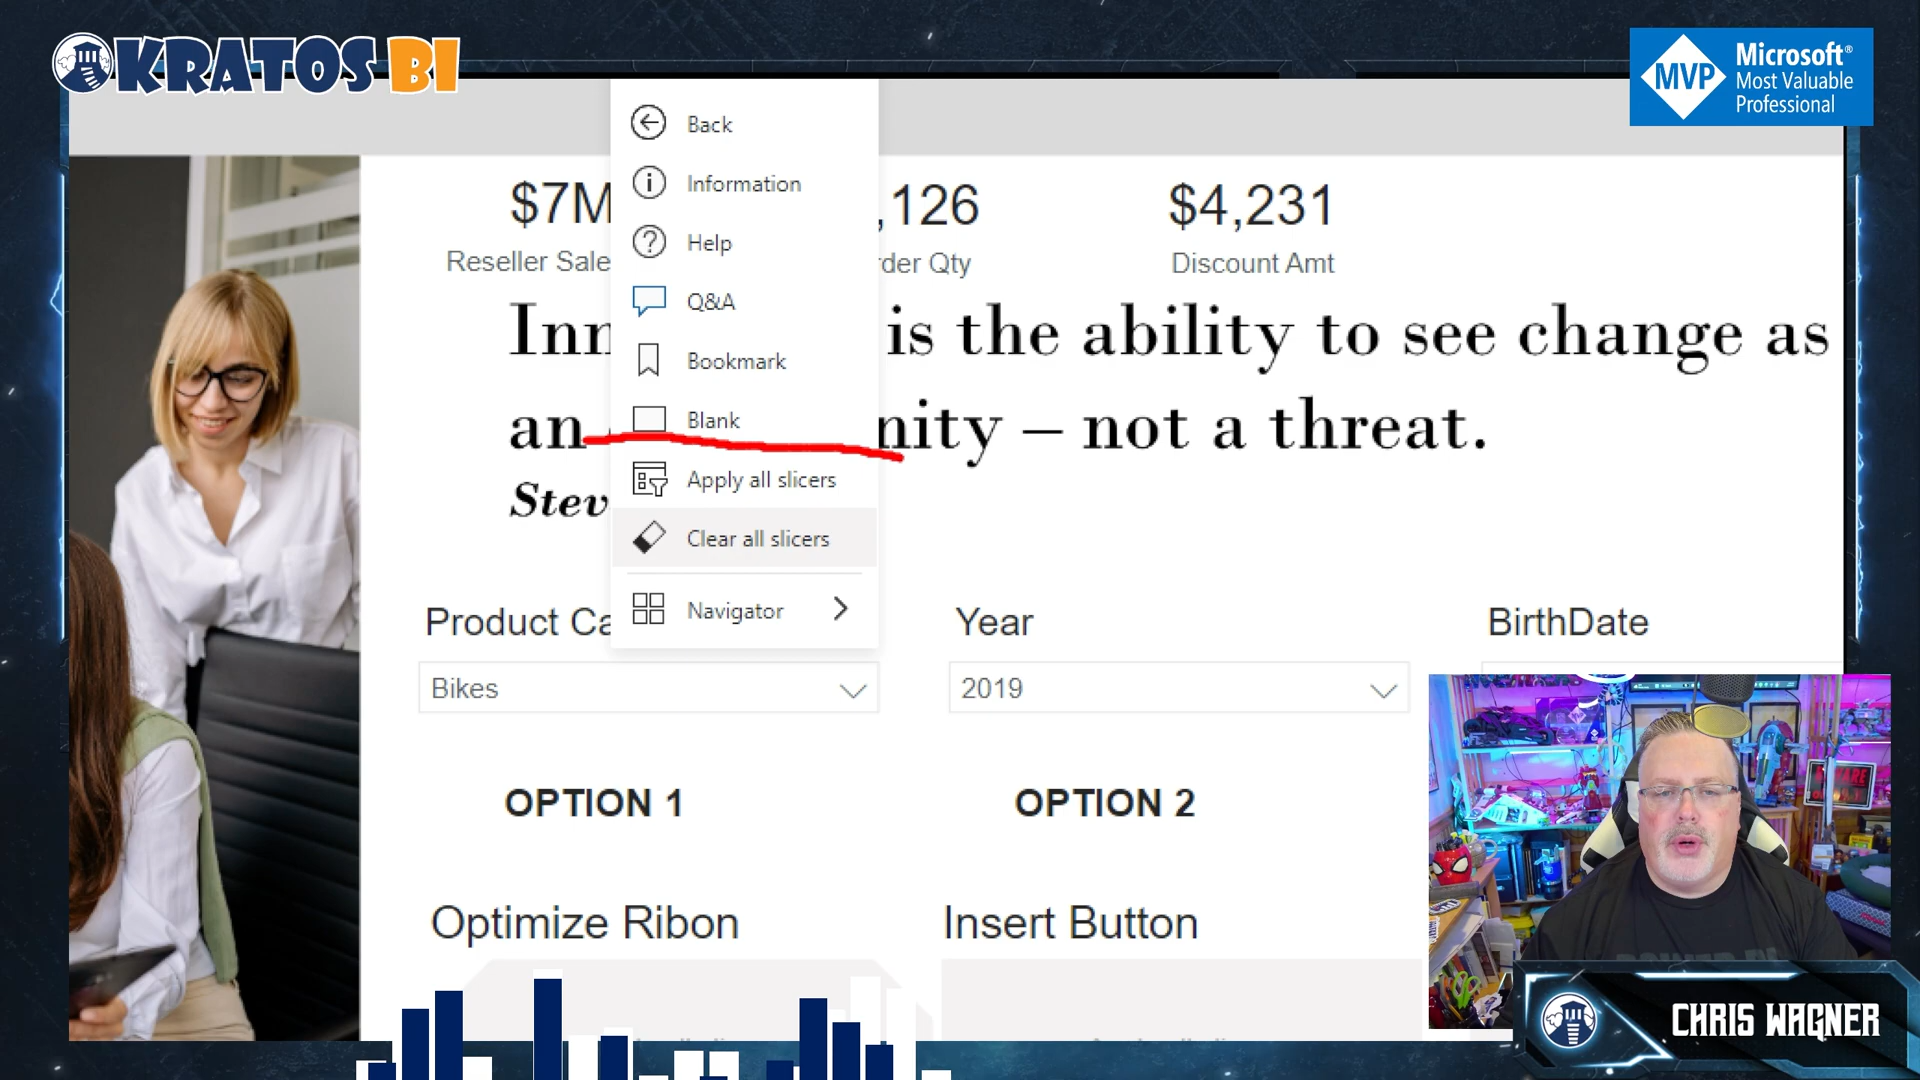 KRATOS BI
MVP
Microsoft®
Most Valuable
Professional
Back
Information
Help
Q&A
Bookmark
Blank
Apply all slicers
Clear all slicers
Navigator
$7M
,126
$4,231
Reseller Sale
der Qty
Discount Amt
Inn is the ability to see change as
an nity – not a threat.
Stev
Product Ca
Year
BirthDate
Bikes
2019
OPTION 1
OPTION 2
Optimize Ribon
Insert Button
CHRIS WAGNER